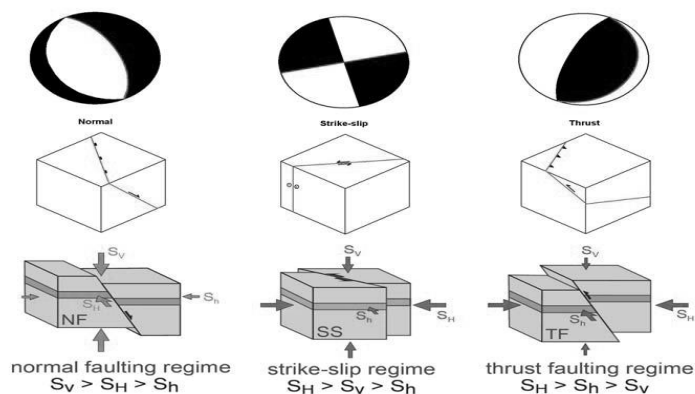 Normal
Strike-slip
Thrust
Sv
SH
Sh
NF
Sv
SH
Sh
SS
Sv
SH
Sh
TF
normal faulting regime
Sv > SH > Sh
strike-slip regime
SH > Sv > Sh
thrust faulting regime
SH > Sh > Sv